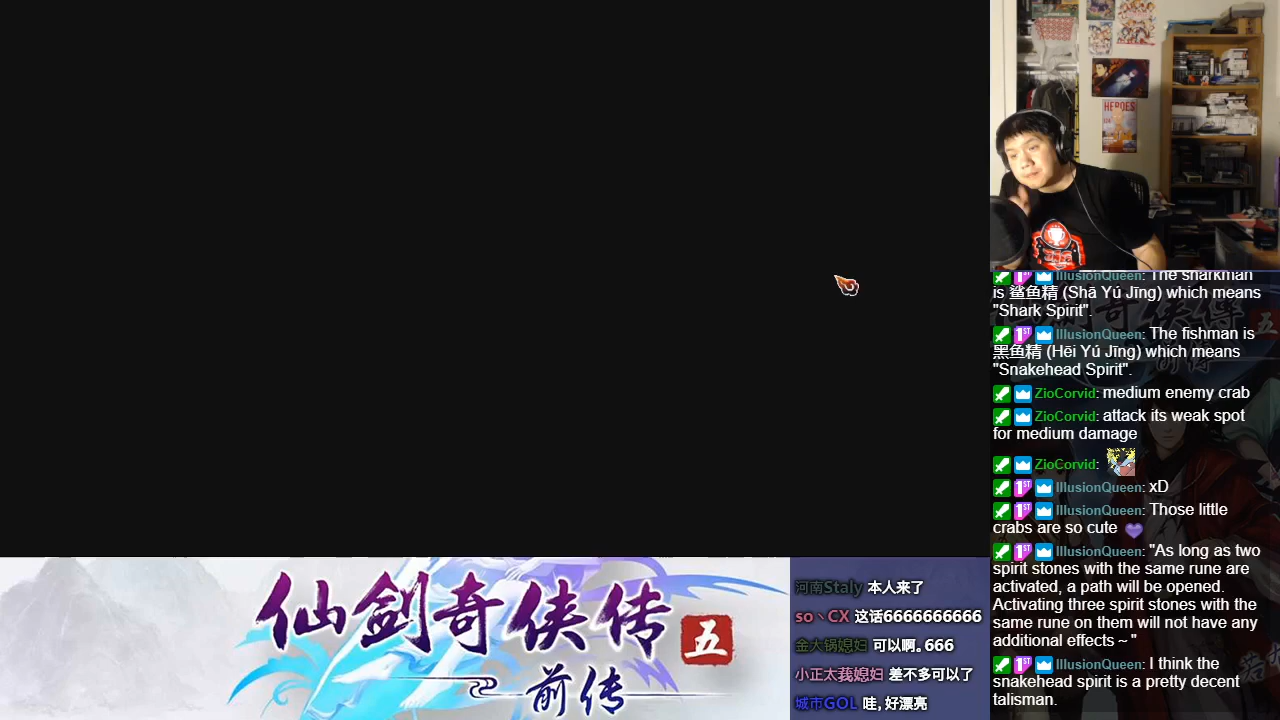 HEROES
IllusionQueen: The sharkman
is 鲨鱼精 (Shā Yú Jīng) which means
"Shark Spirit".
1ST IllusionQueen: The fishman is
黑鱼精 (Hēi Yú Jīng) which means
"Snakehead Spirit".
ZioCorvid: medium enemy crab
ZioCorvid: attack its weak spot
for medium damage
ZioCorvid:
1ST IllusionQueen: xD
1ST IllusionQueen: Those little
crabs are so cute
1ST IllusionQueen: "As long as two
spirit stones with the same rune are
activated, a path will be opened.
Activating three spirit stones with the
same rune on them will not have any
additional effects ~ "
1ST IllusionQueen: I think the
snakehead spirit is a pretty decent
talisman.
仙剑奇侠传
五
前传
河南Staly 本人来了
so丶CX 这话6666666666
金大锅媳妇 可以啊。666
小正太莪媳妇 差不多可以了
城市GOL 哇，好漂亮